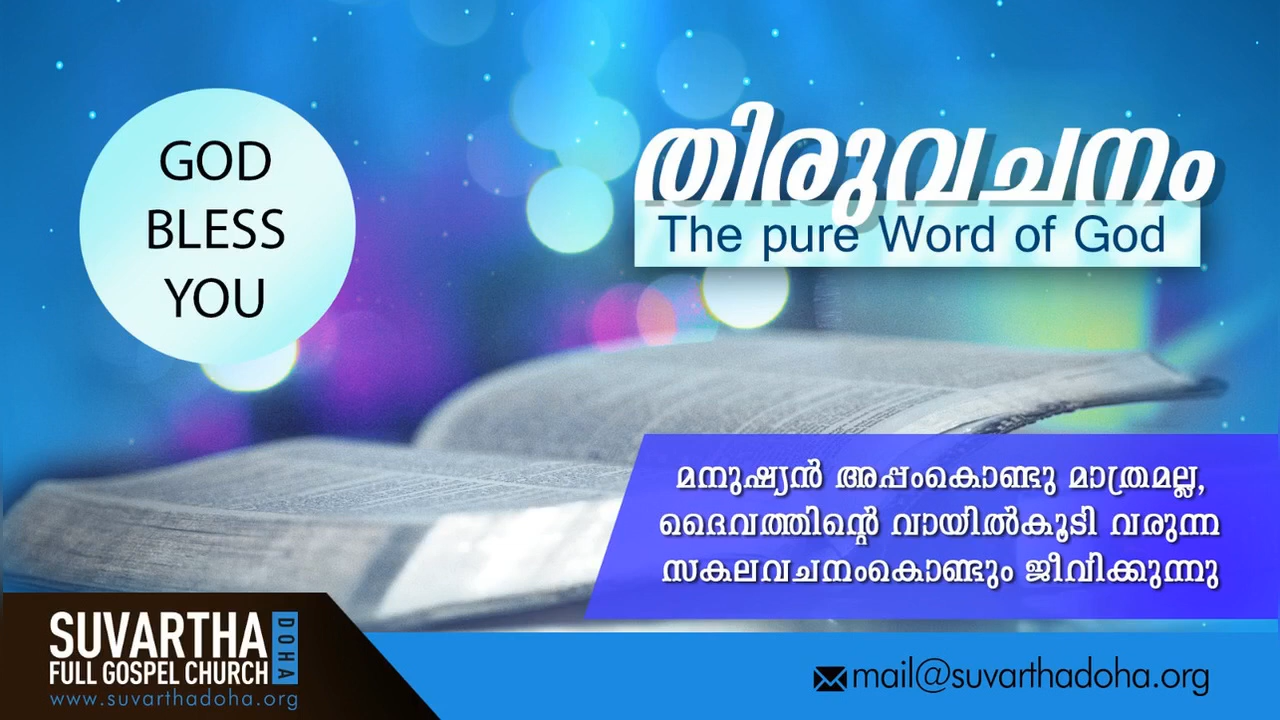 GOD
BLESS
YOU
തിരുവചനം
The pure Word of God
മനുഷ്യൻ അപ്പംകൊണ്ടു മാത്രമല്ല,
ദൈവത്തിന്റെ വായിൽകൂടി വരുന്ന
സകലവചനംകൊണ്ടും ജീവിക്കുന്നു
SUVARTHA DOHA
FULL GOSPEL CHURCH
www.suvarthadoha.org
mail@suvarthadoha.org